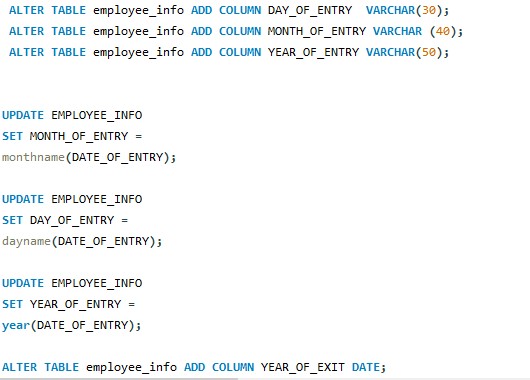 ALTER TABLE employee_info ADD COLUMN DAY_OF_ENTRY  VARCHAR(30);
ALTER TABLE employee_info ADD COLUMN MONTH_OF_ENTRY VARCHAR (40);
ALTER TABLE employee_info ADD COLUMN YEAR_OF_ENTRY VARCHAR(50);
UPDATE EMPLOYEE_INFO
SET MONTH_OF_ENTRY =
monthname(DATE_OF_ENTRY);
UPDATE EMPLOYEE_INFO
SET DAY_OF_ENTRY =
dayname(DATE_OF_ENTRY);
UPDATE EMPLOYEE_INFO
SET YEAR_OF_ENTRY =
year(DATE_OF_ENTRY);
ALTER TABLE employee_info ADD COLUMN YEAR_OF_EXIT DATE;